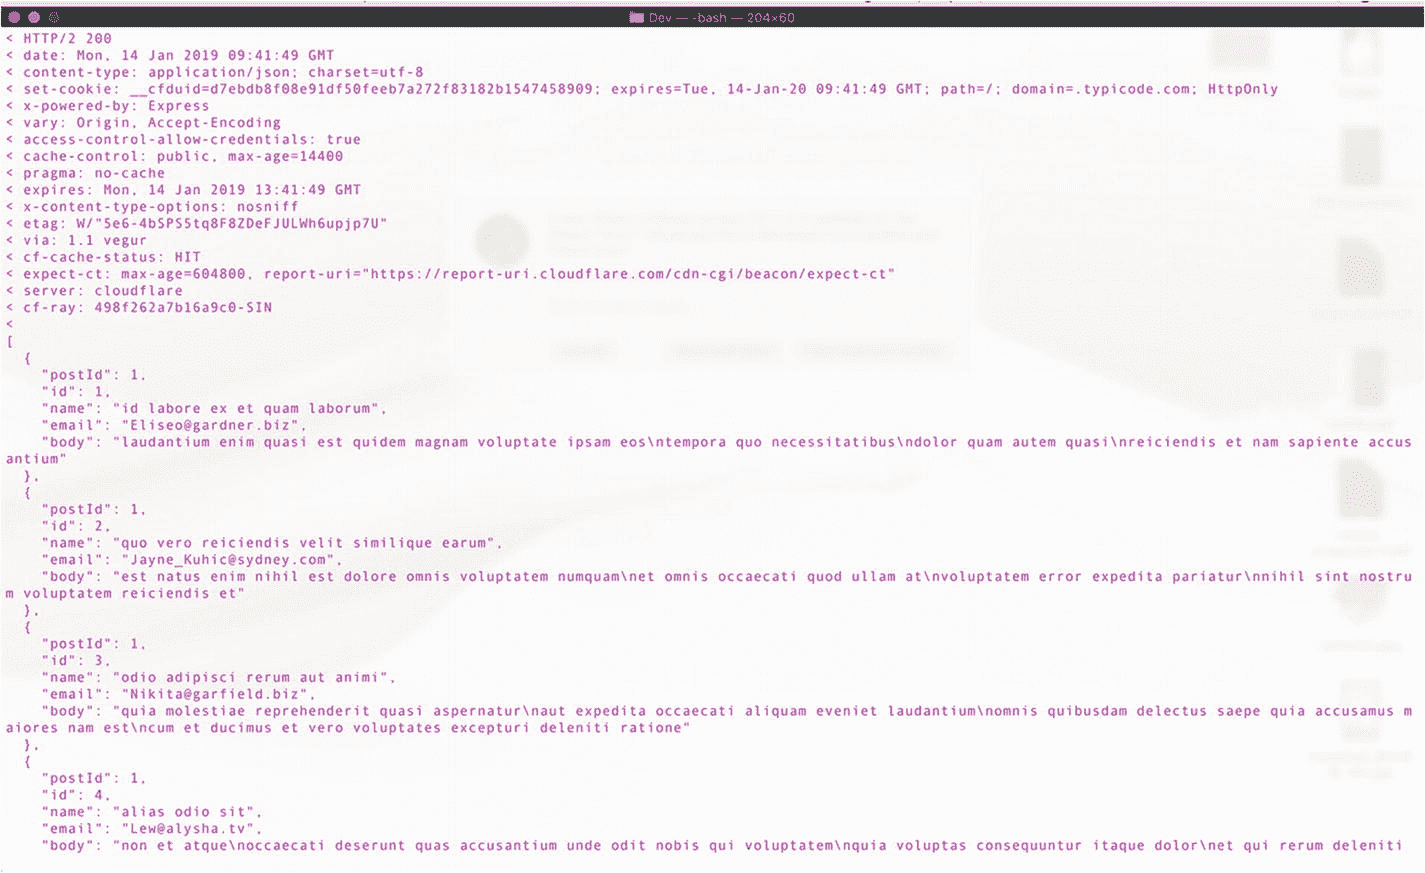 Dev — -bash — 204×60
< HTTP/2 200
< date: Mon, 14 Jan 2019 09:41:49 GMT
< content-type: application/json; charset=utf-8
< set-cookie: __cfduid=d7ebdb8f08e91df50feeb7a272f83182b1547458909; expires=Tue, 14-Jan-20 09:41:49 GMT; path=/; domain=.typicode.com; HttpOnly
< x-powered-by: Express
< vary: Origin, Accept-Encoding
< access-control-allow-credentials: true
< cache-control: public, max-age=14400
< pragma: no-cache
< expires: Mon, 14 Jan 2019 13:41:49 GMT
< x-content-type-options: nosniff
< etag: W/"5e6-4bSPS5tq8F8ZDeFJULWh6upjp7U"
< via: 1.1 vegur
< cf-cache-status: HIT
< expect-ct: max-age=604800, report-uri="https://report-uri.cloudflare.com/cdn-cgi/beacon/expect-ct"
< server: cloudflare
< cf-ray: 498f262a7b16a9c0-SIN
<
[
  {
    "postId": 1,
    "id": 1,
    "name": "id labore ex et quam laborum",
    "email": "Eliseo@gardner.biz",
    "body": "laudantium enim quasi est quidem magnam voluptate ipsam eos\ntempora quo necessitatibus\ndolor quam autem quasi\nreiciendis et nam sapiente accus
antium"
  },
  {
    "postId": 1,
    "id": 2,
    "name": "quo vero reiciendis velit similique earum",
    "email": "Jayne_Kuhic@sydney.com",
    "body": "est natus enim nihil est dolore omnis voluptatem numquam\net omnis occaecati quod ullam at\nvoluptatem error expedita pariatur\nnihil sint nostru
m voluptatem reiciendis et"
  },
  {
    "postId": 1,
    "id": 3,
    "name": "odio adipisci rerum aut animi",
    "email": "Nikita@garfield.biz",
    "body": "quia molestiae reprehenderit quasi aspernatur\naut expedita occaecati aliquam eveniet laudantium\nomnis quibusdam delectus saepe quia accusamus m
aiores nam est\ncum et ducimus et vero voluptates excepturi deleniti ratione"
  },
  {
    "postId": 1,
    "id": 4,
    "name": "alias odio sit",
    "email": "Lew@alysha.tv",
    "body": "non et atque\noccaecati deserunt quas accusantium unde odit nobis qui voluptatem\nquia voluptas consequuntur itaque dolor\net qui rerum deleniti